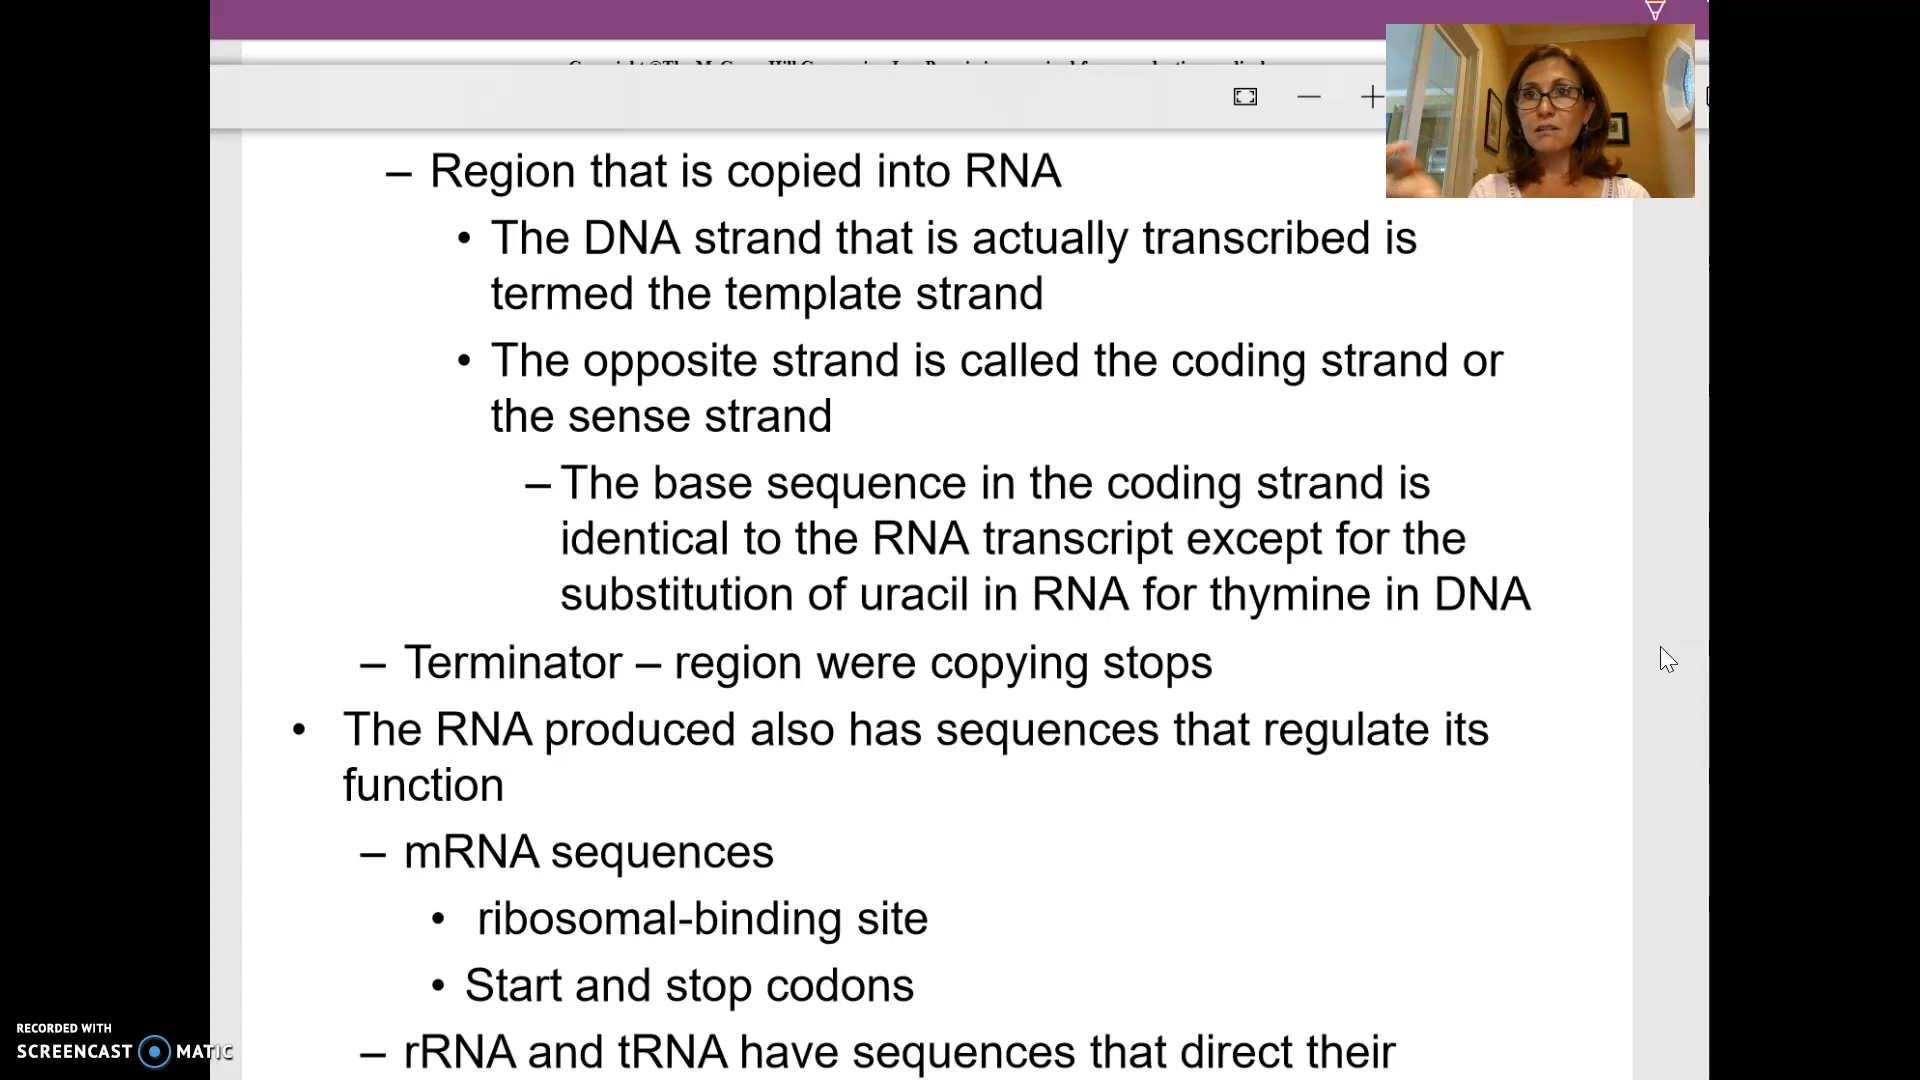 – Region that is copied into RNA
• The DNA strand that is actually transcribed is
termed the template strand
• The opposite strand is called the coding strand or
the sense strand
– The base sequence in the coding strand is
identical to the RNA transcript except for the
substitution of uracil in RNA for thymine in DNA
– Terminator – region were copying stops
• The RNA produced also has sequences that regulate its
function
– mRNA sequences
• ribosomal-binding site
• Start and stop codons
– rRNA and tRNA have sequences that direct their
RECORDED WITH
SCREENCAST MATIC